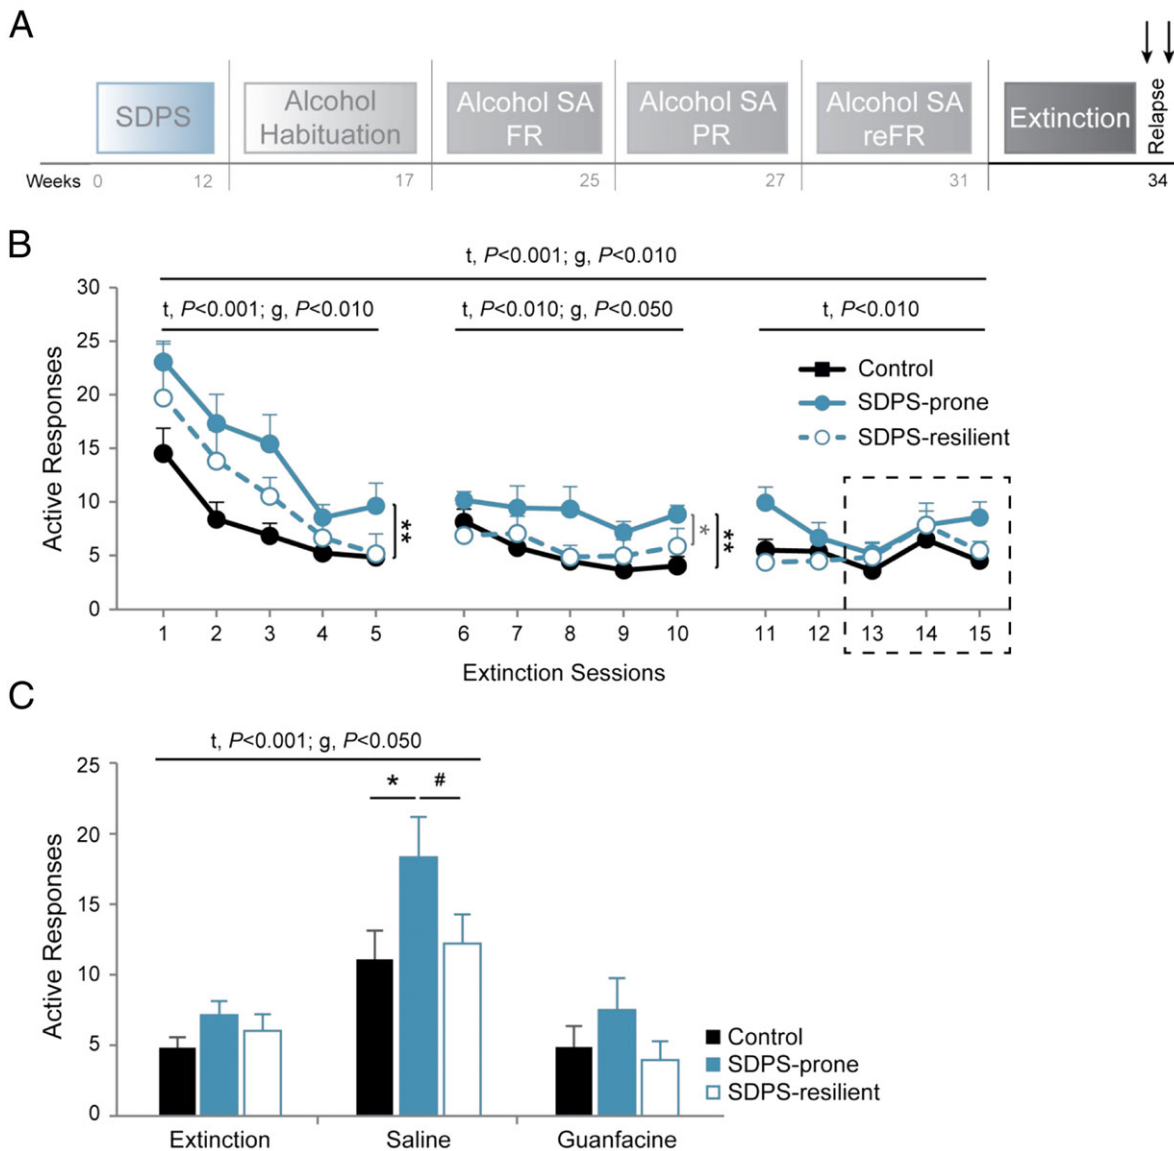 A
SDPS
Alcohol
Habituation
Alcohol SA
FR
Alcohol SA
PR
Alcohol SA
reFR
Extinction
Relapse
Weeks 0 12 17 25 27 31 34
B
t, P<0.001; g, P<0.010
t, P<0.001; g, P<0.010
t, P<0.010; g, P<0.050
t, P<0.010
Active Responses
30
25
20
15
10
5
0
Control
SDPS-prone
SDPS-resilient
**
*
**
1 2 3 4 5 6 7 8 9 10 11 12 13 14 15
Extinction Sessions
C
t, P<0.001; g, P<0.050
* #
Active Responses
25
20
15
10
5
0
Control
SDPS-prone
SDPS-resilient
Extinction Saline Guanfacine